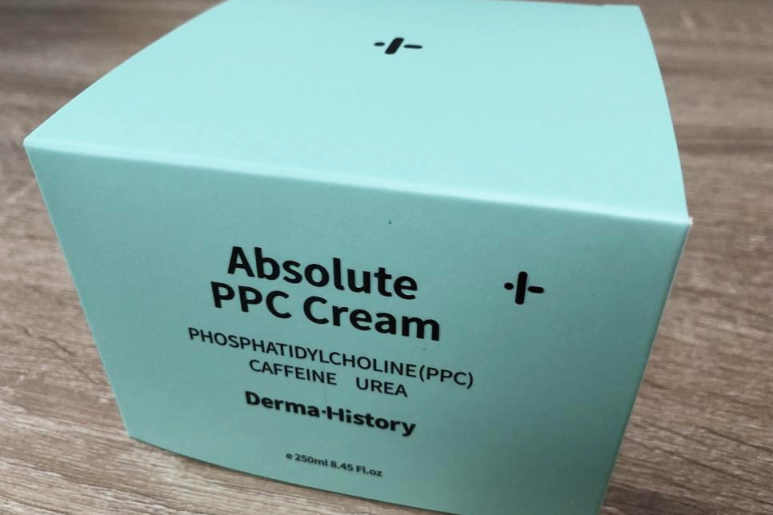 Absolute
PPC Cream
PHOSPHATIDYLCHOLINE(PPC)
CAFFEINE UREA
Derma·History
℮ 250ml 8.45 Fl.oz